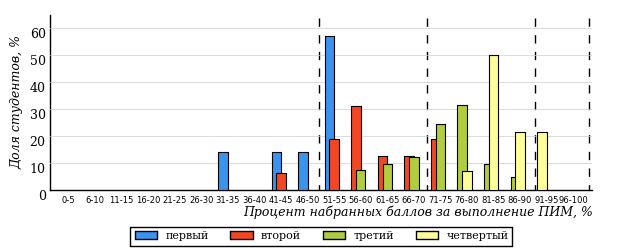 Доля студентов, %
60
50
40
30
20
10
0
0-5 6-10 11-15 16-20 21-25 26-30 31-35 36-40 41-45 46-50 51-55 56-60 61-65 66-70 71-75 76-80 81-85 86-90 91-95 96-100
Процент набранных баллов за выполнение ПИМ, %
первый второй третий четвертый